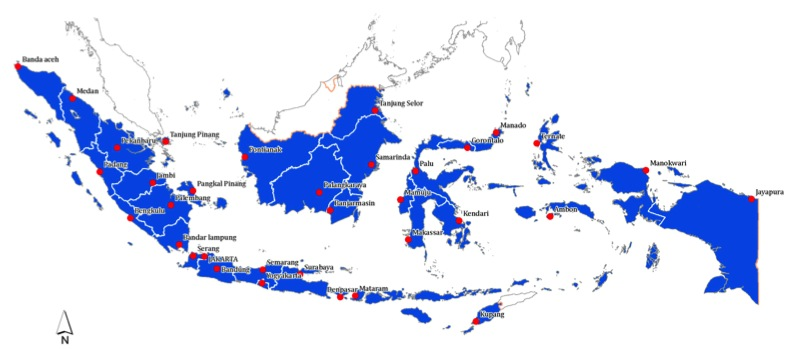 Banda aceh
Medan
Pekanbaru
Tanjung Pinang
Padang
Jambi
Pangkal Pinang
Palembang
Bengkulu
Bandar lampung
Serang
JAKARTA
Bandung
Semarang
Yogyakarta
Surabaya
Denpasar
Mataram
Kupang
Pontianak
Tanjung Selor
Samarinda
Palangkaraya
Banjarmasin
Manado
Gorontalo
Palu
Mamuju
Kendari
Makassar
Ternate
Ambon
Manokwari
Jayapura
N